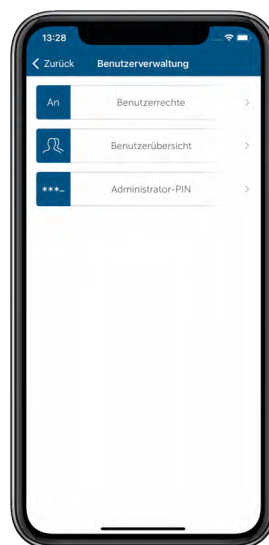 13:28
Zurück Benutzerverwaltung
An Benutzerrechte
Benutzerübersicht
***_ Administrator-PIN